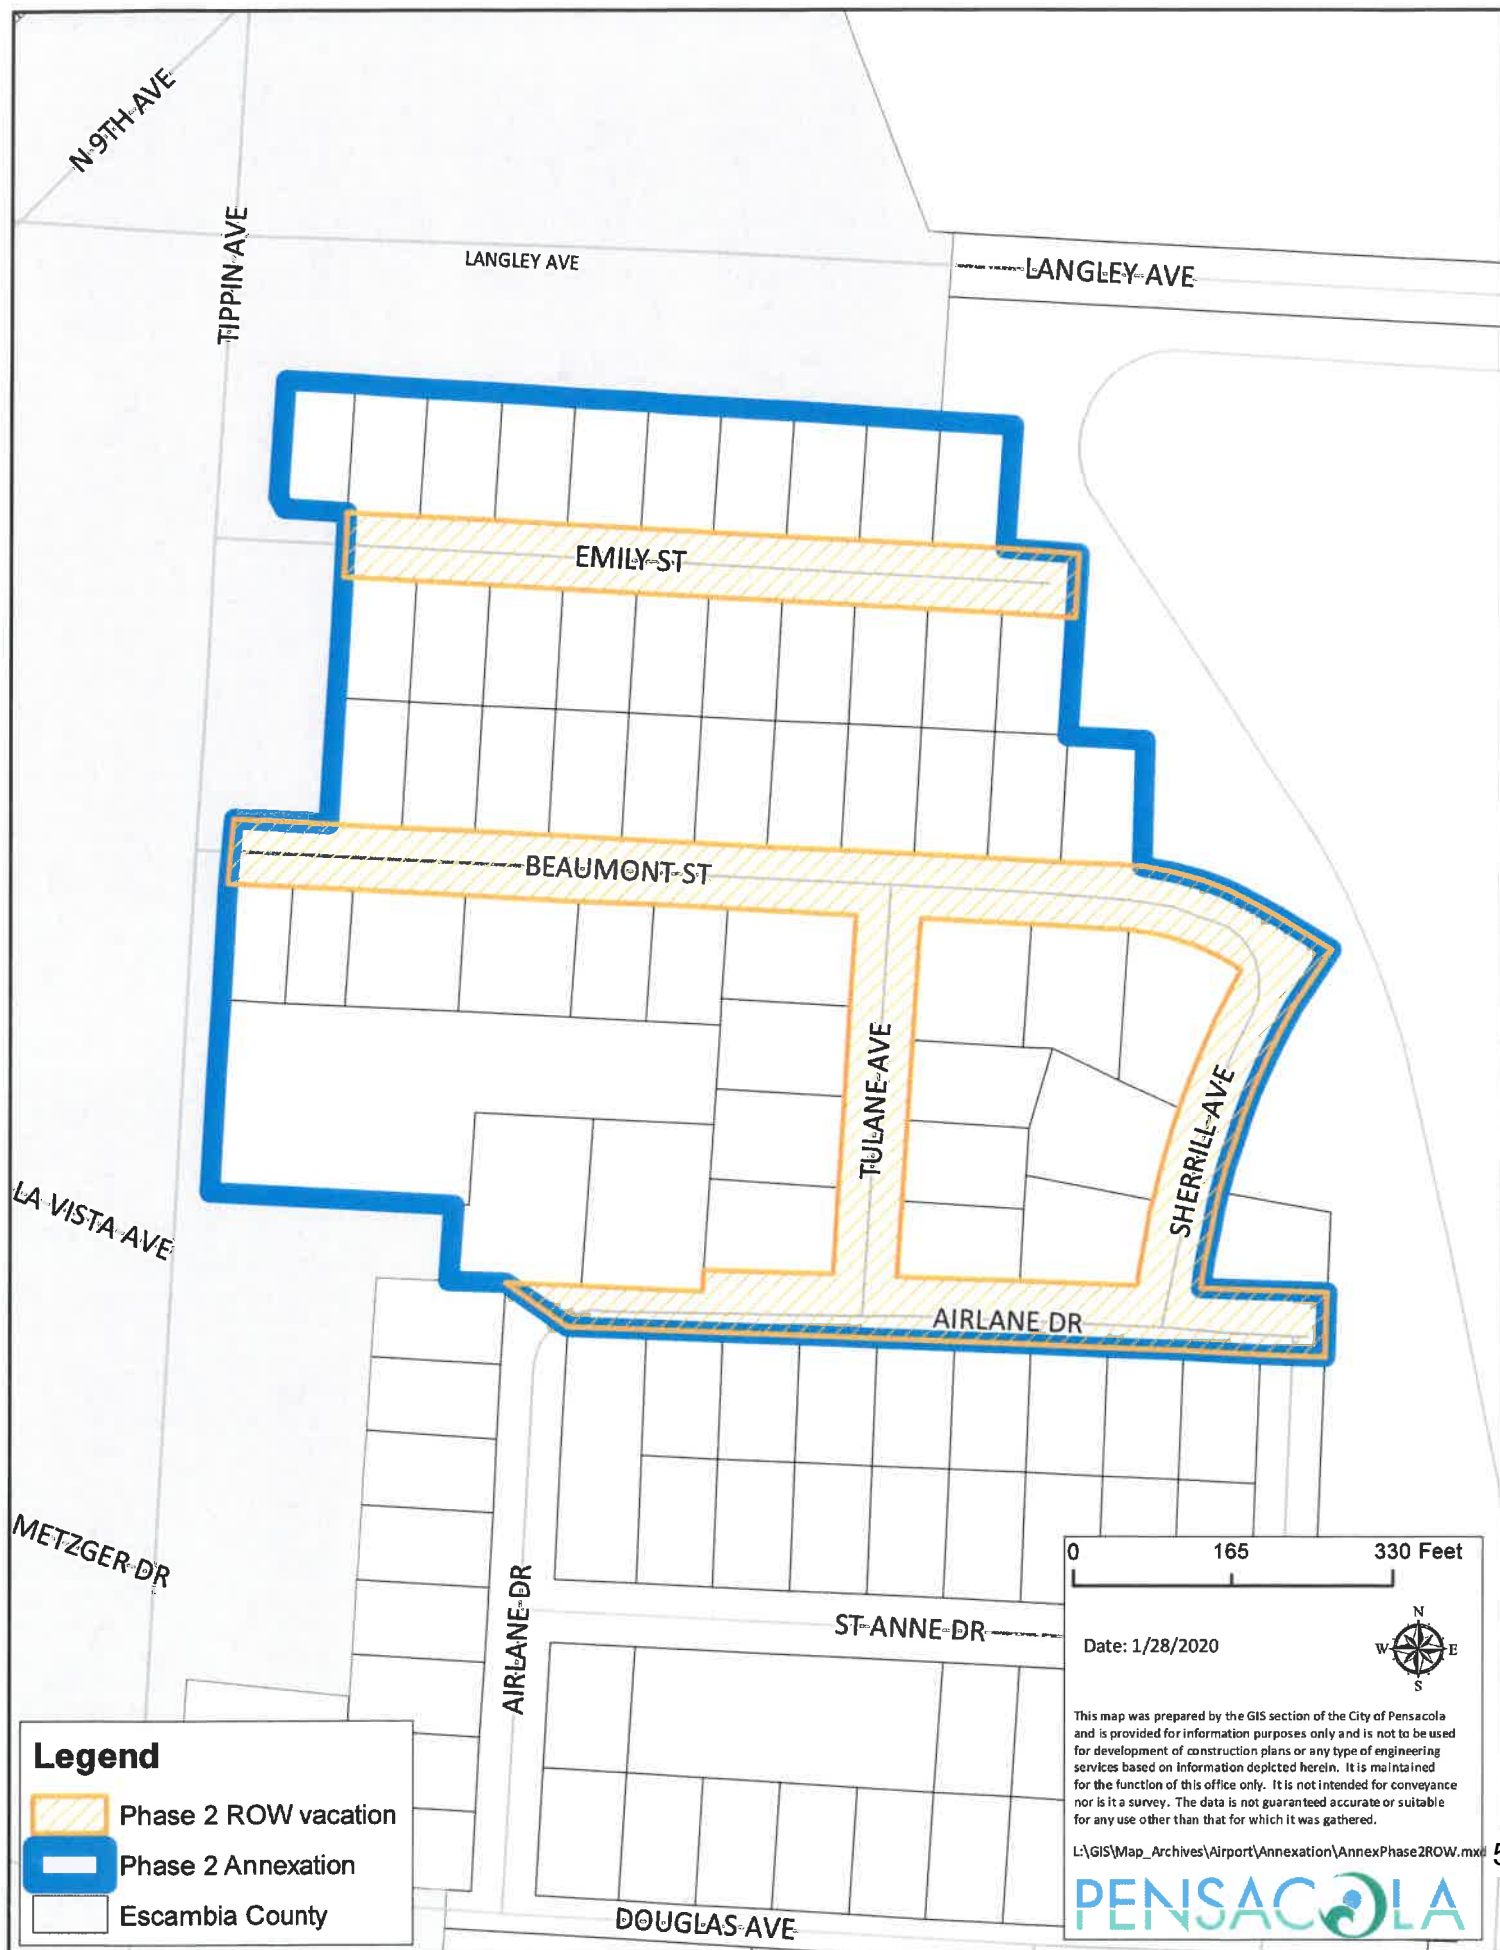 N 9TH AVE
TIPPIN AVE
LANGLEY AVE
LANGLEY AVE
EMILY ST
BEAUMONT ST
TULANE AVE
SHERRILL AVE
LA VISTA AVE
AIRLANE DR
METZGER DR
AIRLANE DR
ST ANNE DR
DOUGLAS AVE
0 165 330 Feet
Date: 1/28/2020
N
W E
S
This map was prepared by the GIS section of the City of Pensacola
and is provided for information purposes only and is not to be used
for development of construction plans or any type of engineering
services based on information depicted herein. It is maintained
for the function of this office only. It is not intended for conveyance
nor is it a survey. The data is not guaranteed accurate or suitable
for any use other than that for which it was gathered.
L:\GIS\Map_Archives\Airport\Annexation\AnnexPhase2ROW.mxd
5
PENSACOLA
Legend
Phase 2 ROW vacation
Phase 2 Annexation
Escambia County